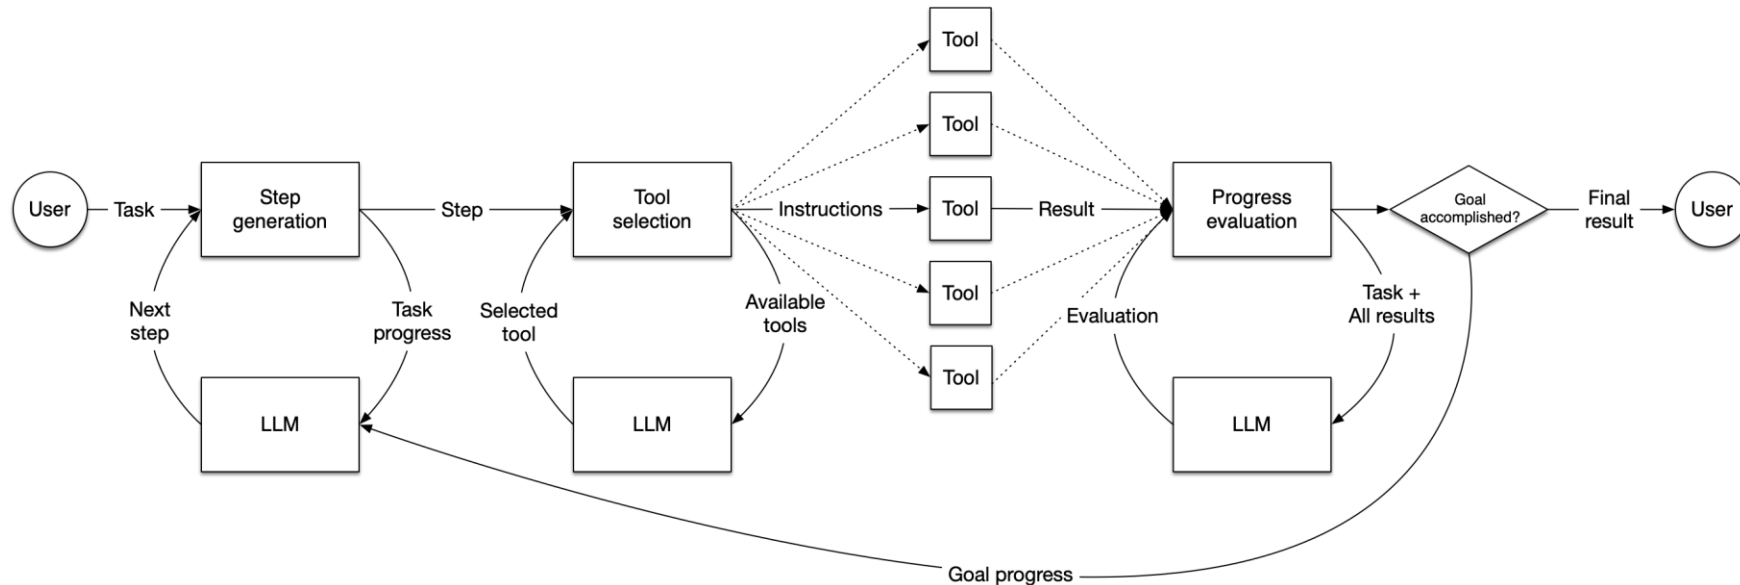 Tool
Tool
User
Task
Step
generation
Step
Tool
selection
Instructions
Tool
Result
Progress
evaluation
Goal
accomplished?
Final
result
User
Next
step
Task
progress
Selected
tool
Available
tools
Tool
Evaluation
Task +
All results
Tool
LLM
LLM
LLM
Goal progress